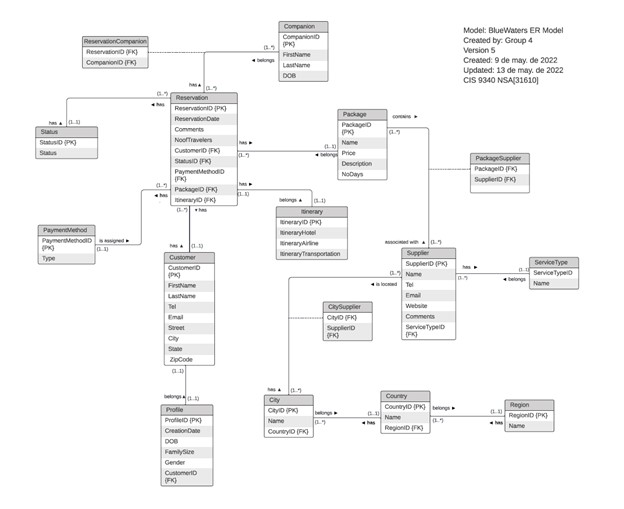 Model: BlueWaters ER Model
Created by: Group 4
Version 5
Created: 9 de may. de 2022
Updated: 13 de may. de 2022
CIS 9340 NSA[31610]
Companion
CompanionID
{PK}
FirstName
LastName
DOB
ReservationCompanion
ReservationID {FK}
CompanionID {FK}
(1..*)
◄ belongs
has ▲
(1..*)
Reservation
ReservationID {PK}
ReservationDate
Comments
NoofTravelers
CustomerID {FK}
StatusID {FK}
PaymentMethodID
{FK}
PackageID {FK}
ItineraryID {FK}
(1..*)
◄ has
has ▲
(1..1)
Status
StatusID {PK}
Status
Package
PackageID
{PK}
Name
Price
Description
NoDays
has ►
(1..*)
(1..1)
◄ belongs
contains ►
(1..*)
PackageSupplier
PackageID {FK}
SupplierID {FK}
has ►
(1..*)
belongs ▲
(1..1)
Itinerary
ItineraryID {PK}
ItineraryHotel
ItineraryAirline
ItineraryTransportation
(1..*)
◄ has
PaymentMethod
PaymentMethodID
{PK}
Type
is assigned ►
(1..1)
(1..*)
▾ has
has ▲
(1..1)
Customer
CustomerID
{PK}
FirstName
LastName
Tel
Email
Street
City
State
ZipCode
(1..1)
belongs ▲
(1..1)
Profile
ProfileID {PK}
CreationDate
DOB
FamilySize
Gender
CustomerID
{FK}
associated with ▲
(1..*)
Supplier
SupplierID {PK}
Name
Tel
Email
Website
Comments
ServiceTypeID
{FK}
has ►
(1..*)
(1..1)
◄ belongs
ServiceType
ServiceTypeID
Name
(1..*)
◄ is located
CitySupplier
CityID {FK}
SupplierID
{FK}
has ▲
(1..*)
City
CityID {PK}
Name
CountryID {FK}
belongs ►
(1..*)
(1..1)
◄ has
Country
CountryID {PK}
Name
RegionID {FK}
belongs ►
(1..*)
(1..1)
◄ has
Region
RegionID {PK}
Name